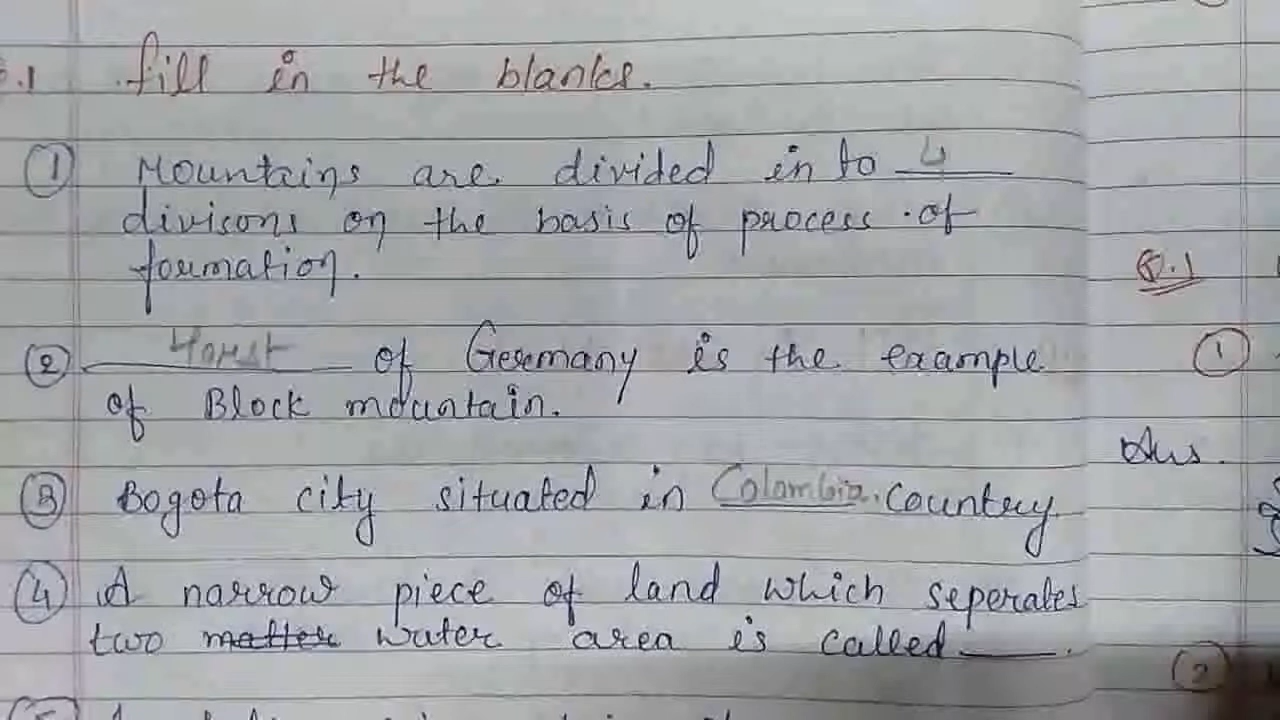 .1 fill in the blanks.
① Mountains are divided in to 4
divisons on the basis of process of
formation.
② Horst of Germany is the example
of Block mountain.
③ Bogota city situated in Colombia. Country
④ A narrow piece of land which seperates
two matter water area is called ____.
Q.1
①
Ans.
②